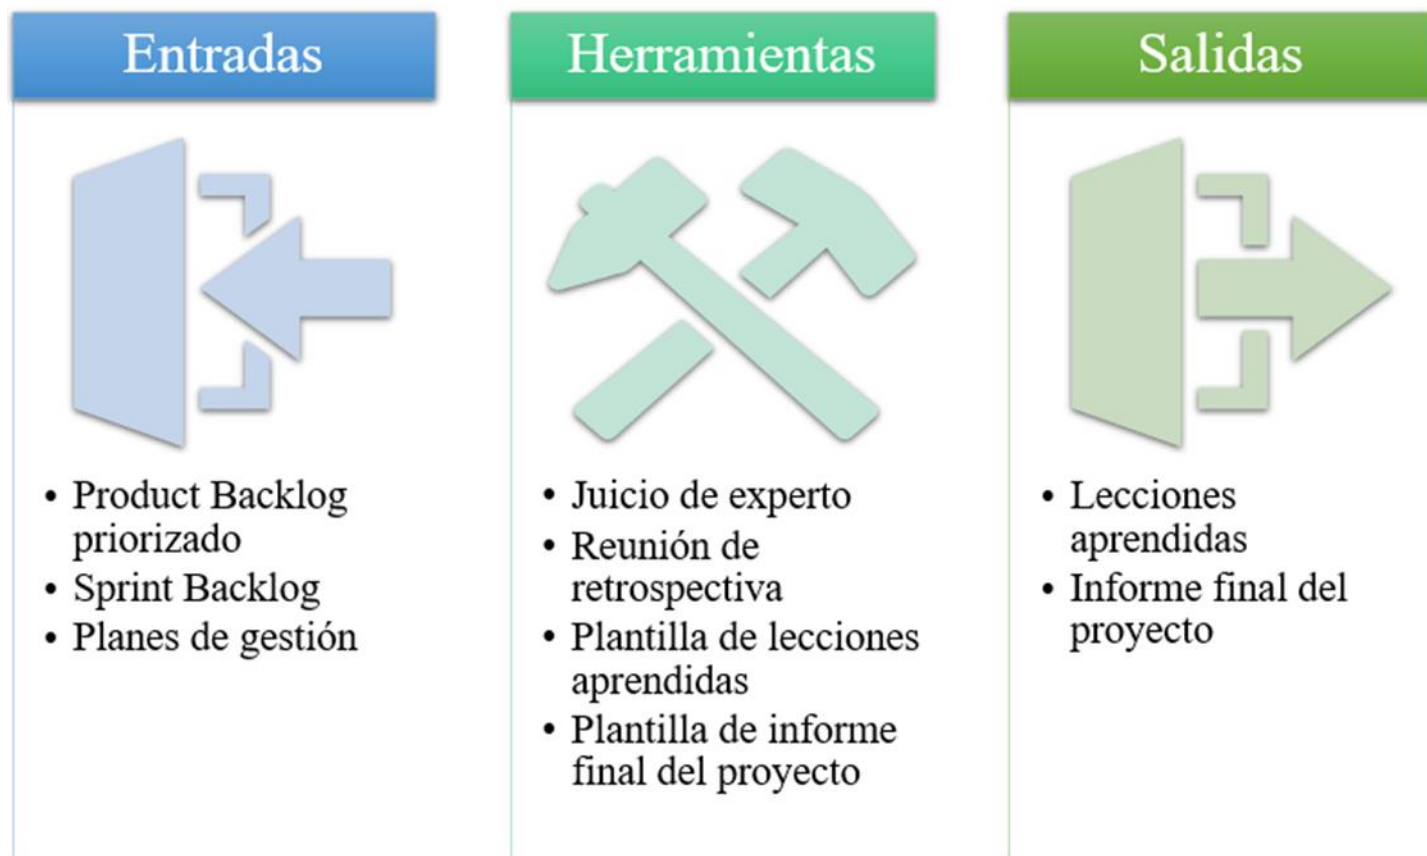 Entradas
• Product Backlog
priorizado
• Sprint Backlog
• Planes de gestión
Herramientas
• Juicio de experto
• Reunión de
retrospectiva
• Plantilla de lecciones
aprendidas
• Plantilla de informe
final del proyecto
Salidas
• Lecciones
aprendidas
• Informe final del
proyecto